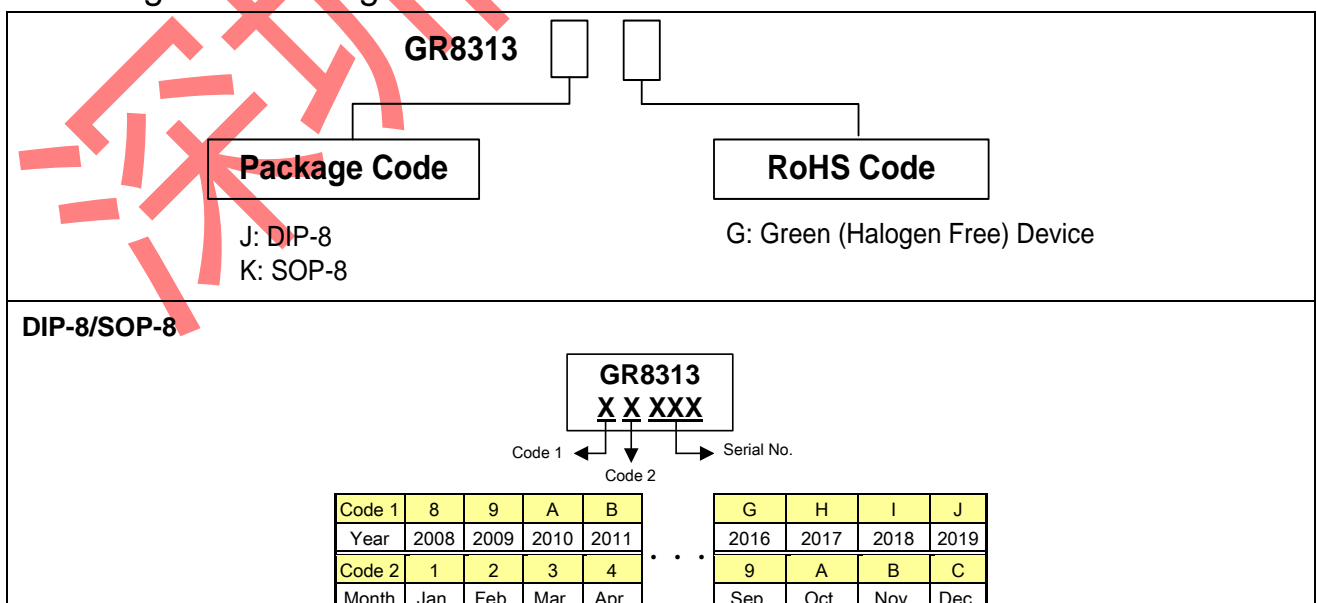 GR8313
Package Code RoHS Code
J: DIP-8 G: Green (Halogen Free) Device
K: SOP-8
DIP-8/SOP-8
GR8313
X X XXX
Code 1 Serial No.
Code 2
Code 1 8 9 A B G H I J
Year 2008 2009 2010 2011 . . . 2016 2017 2018 2019
Code 2 1 2 3 4 9 A B C
Month Jan Feb Mar Apr Sep Oct Nov Dec
深圳